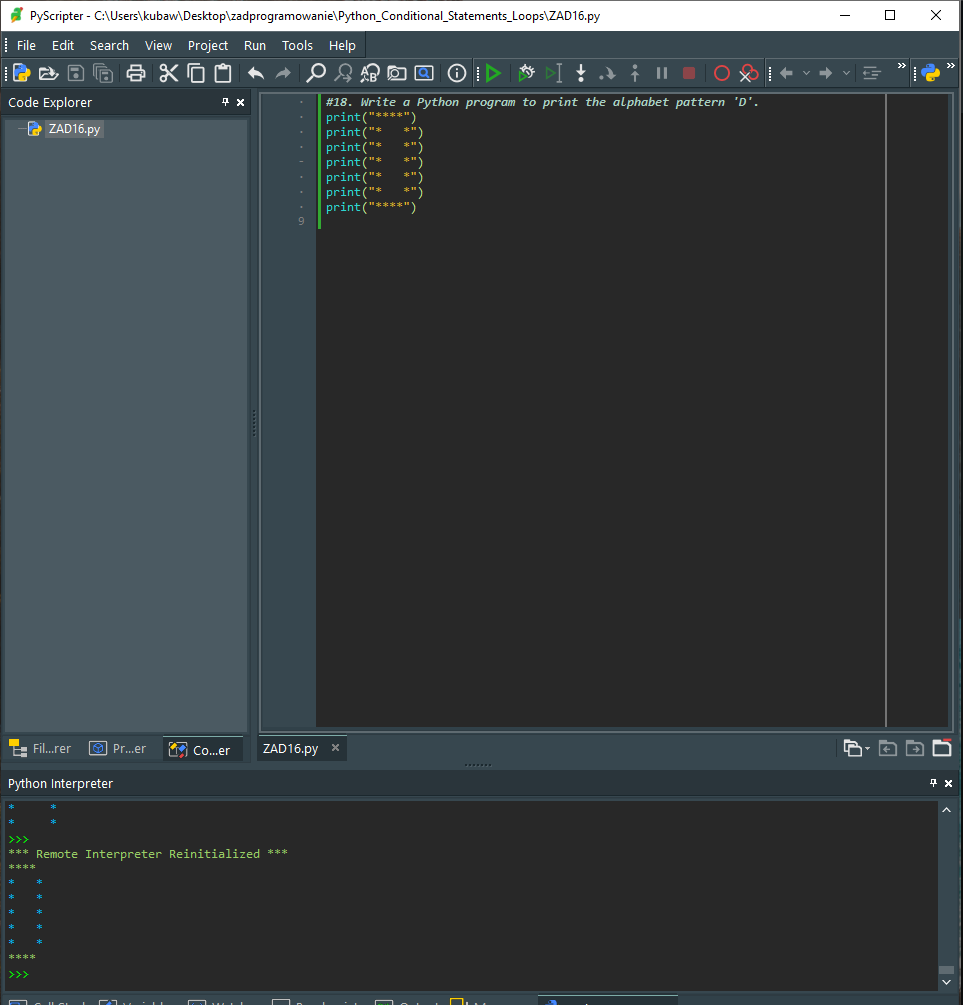 PyScripter - C:\Users\kubaw\Desktop\zadprogramowanie\Python_Conditional_Statements_Loops\ZAD16.py
File Edit Search View Project Run Tools Help
Code Explorer
ZAD16.py
#18. Write a Python program to print the alphabet pattern 'D'.
print("****")
print("*   *")
print("*   *")
print("*   *")
print("*   *")
print("*   *")
print("****")
9
Fil...rer Pr...er Co...er
ZAD16.py
Python Interpreter
*     *
*     *
>>>
*** Remote Interpreter Reinitialized ***
****
*   *
*   *
*   *
*   *
*   *
****
>>>